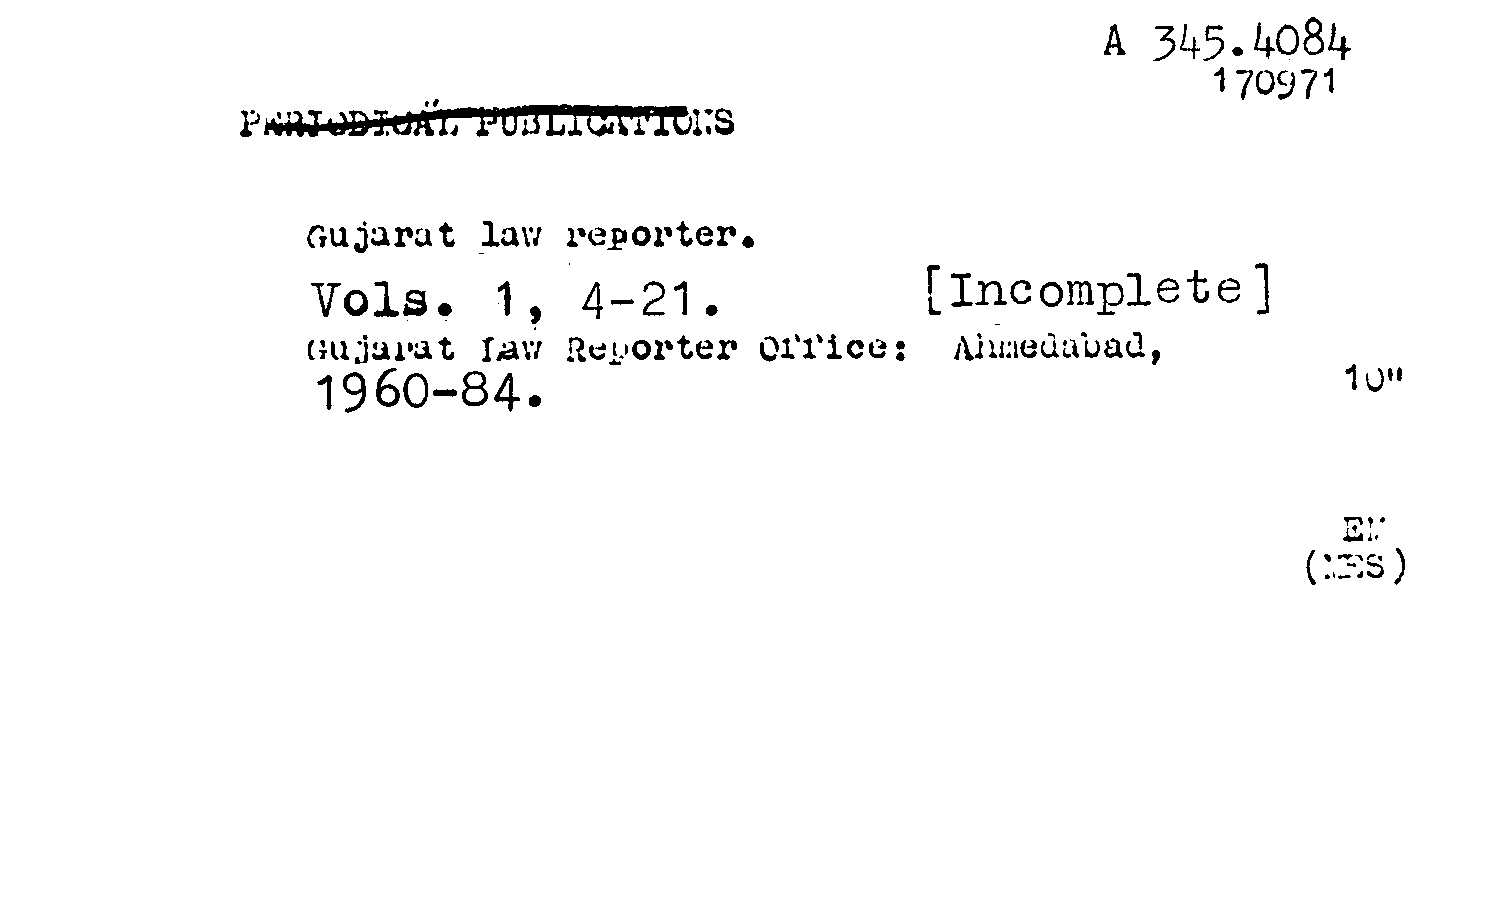 A 345.4084
170971
PERIODICAL PUBLICATIONS
Gujarat law reporter.
Vols. 1, 4-21. [Incomplete]
Gujarat Law Reporter Office: Ahmedabad,
1960-84.
10"
(MES)